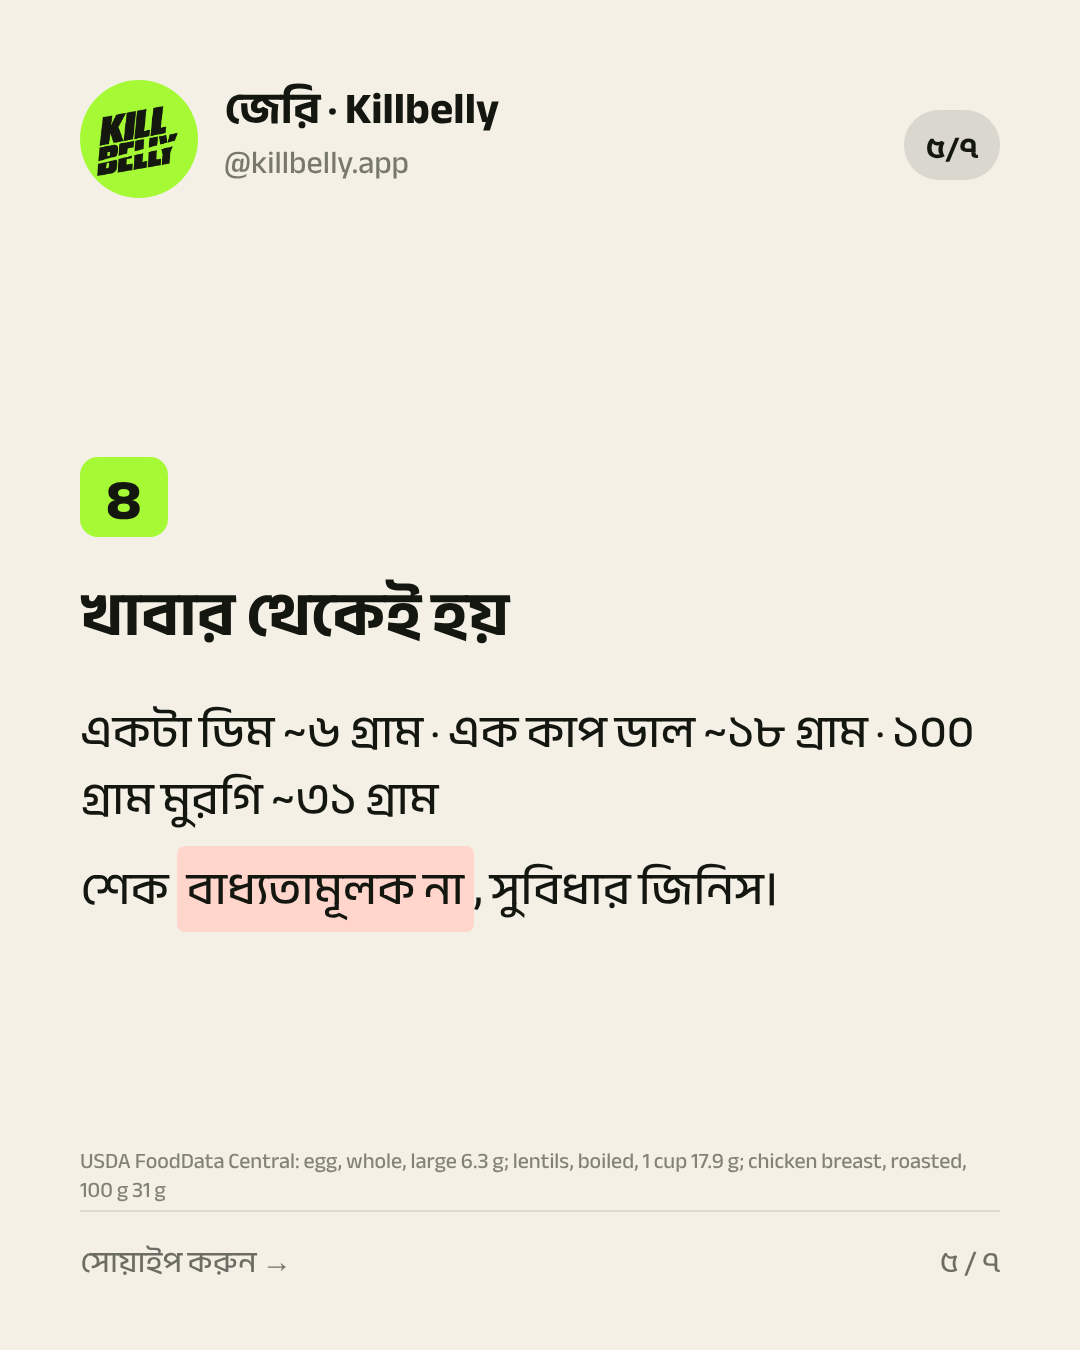 KILL
BELLY
জেরি · Killbelly
@killbelly.app
৫/৭
৪
খাবার থেকেই হয়
একটা ডিম ~৬ গ্রাম · এক কাপ ডাল ~১৮ গ্রাম · ১০০
গ্রাম মুরগি ~৩১ গ্রাম
শেক বাধ্যতামূলক না, সুবিধার জিনিস।
USDA FoodData Central: egg, whole, large 6.3 g; lentils, boiled, 1 cup 17.9 g; chicken breast, roasted,
100 g 31 g
সোয়াইপ করুন →
৫ / ৭